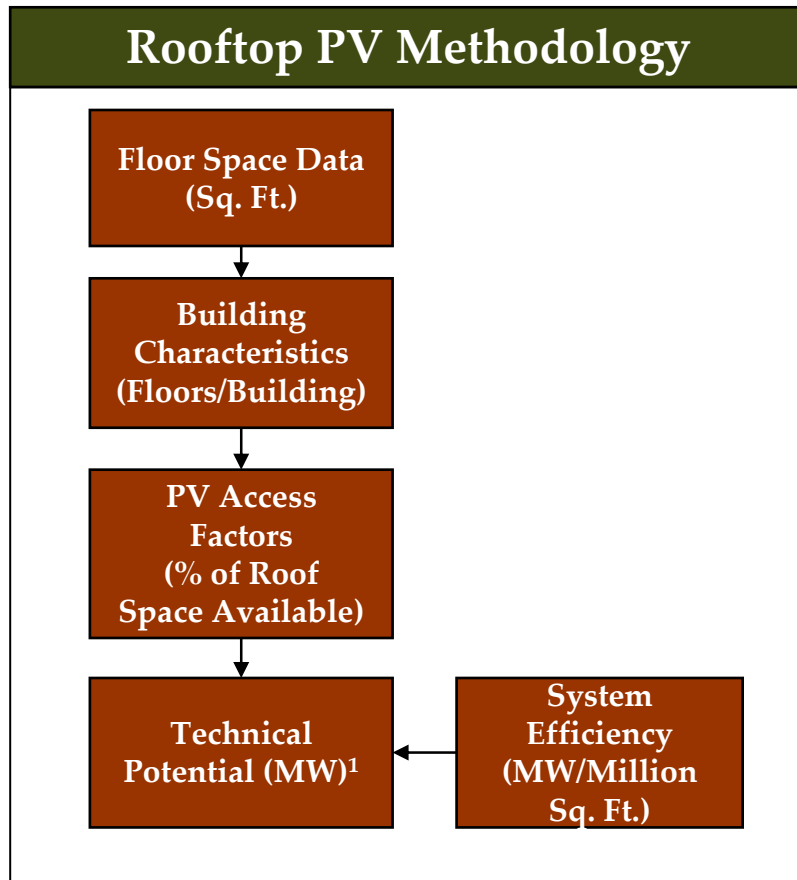 Rooftop PV Methodology
Floor Space Data
(Sq. Ft.)
Building
Characteristics
(Floors/Building)
PV Access
Factors
(% of Roof
Space Available)
Technical
Potential (MW)¹
System
Efficiency
(MW/Million
Sq. Ft.)